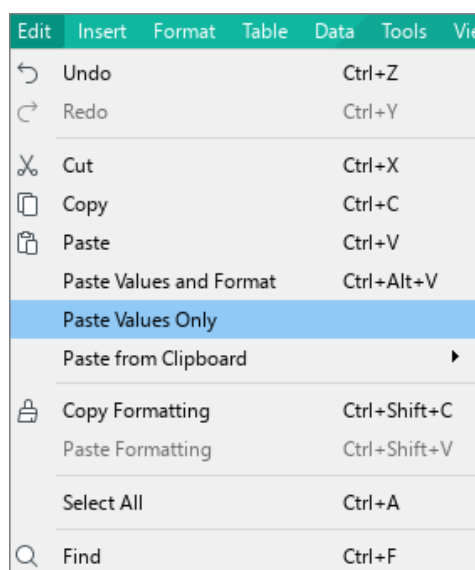 Edit Insert Format Table Data Tools
Undo Ctrl+Z
Redo Ctrl+Y
Cut Ctrl+X
Copy Ctrl+C
Paste Ctrl+V
Paste Values and Format Ctrl+Alt+V
Paste Values Only
Paste from Clipboard
Copy Formatting Ctrl+Shift+C
Paste Formatting Ctrl+Shift+V
Select All Ctrl+A
Find Ctrl+F